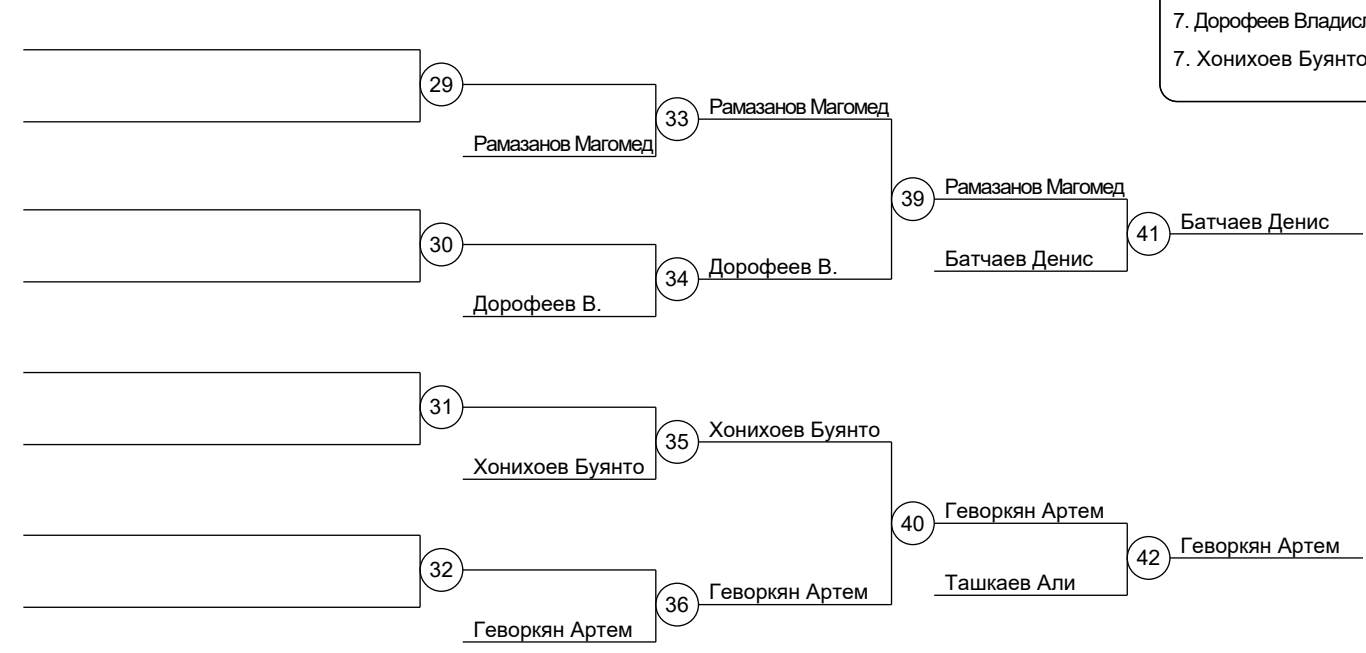 7. Дорофеев Владисл
7. Хонихоев Буянто
29
33
Рамазанов Магомед
Рамазанов Магомед
39
Рамазанов Магомед
41
Батчаев Денис
30
34
Дорофеев В.
Батчаев Денис
Дорофеев В.
31
35
Хонихоев Буянто
Хонихоев Буянто
40
Геворкян Артем
42
Геворкян Артем
32
36
Геворкян Артем
Ташкаев Али
Геворкян Артем